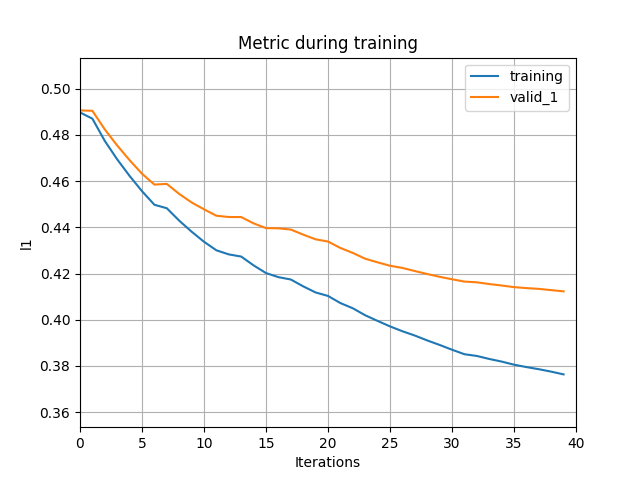 Metric during training
training
valid_1
0.50
0.48
0.46
0.44
0.42
0.40
0.38
0.36
l1
0 5 10 15 20 25 30 35 40
Iterations